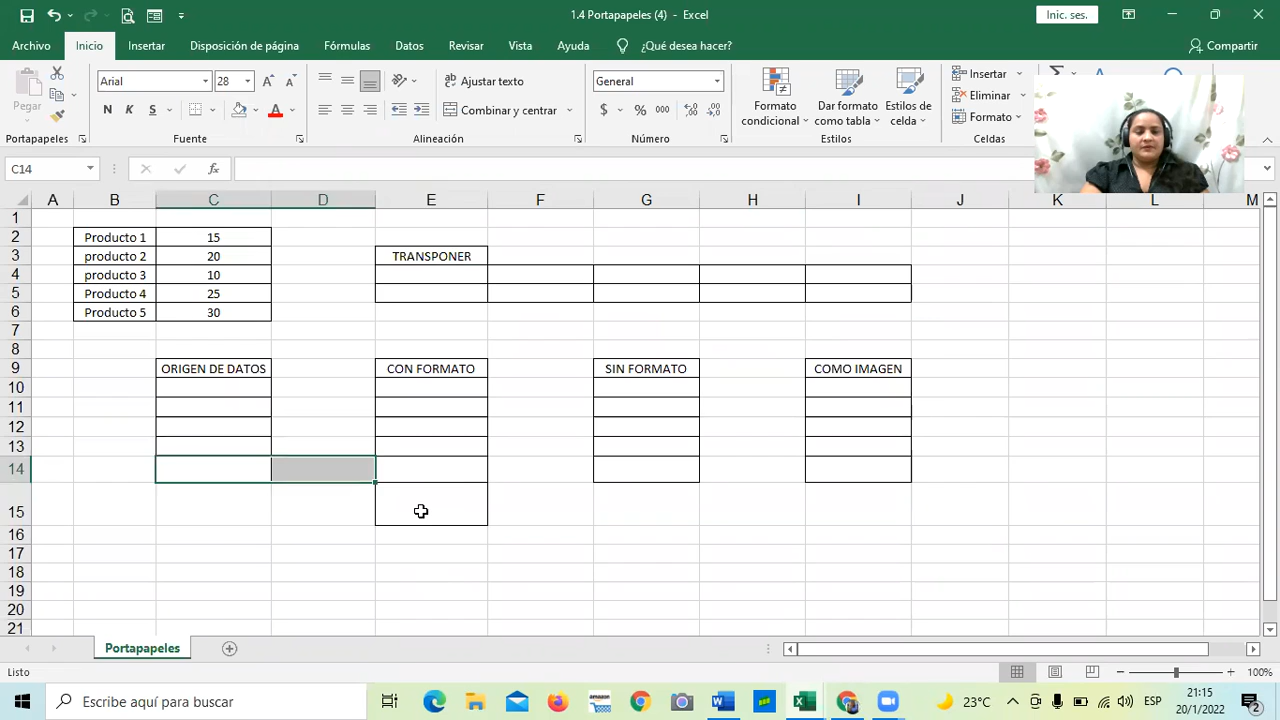 1.4 Portapapeles (4) - Excel
Inic. ses.
Archivo Inicio Insertar Disposición de página Fórmulas Datos Revisar Vista Ayuda ¿Qué desea hacer? Compartir
Pegar
Arial 28
Ajustar texto
General
Formato condicional
Dar formato como tabla
Estilos de celda
Insertar
Eliminar
Formato
N K S
Combinar y centrar
$ % 000
Portapapeles Fuente Alineación Número Estilos Celdas
C14 fx
A B C D E F G H I J K L M
1
2 Producto 1 15
3 producto 2 20 TRANSPONER
4 producto 3 10
5 Producto 4 25
6 Producto 5 30
7
8
9 ORIGEN DE DATOS CON FORMATO SIN FORMATO COMO IMAGEN
10
11
12
13
14
15
16
17
18
19
20
21
Portapapeles
Listo 100%
Escribe aquí para buscar
23°C ESP 21:15
20/1/2022 2